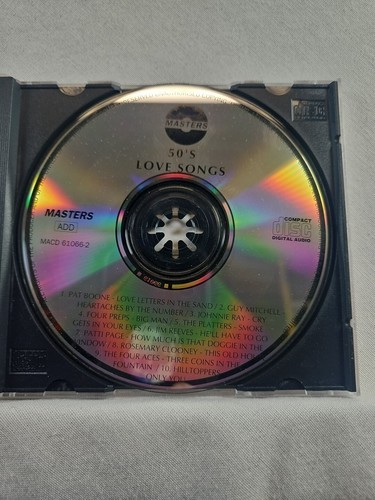 MASTERS
50'S
LOVE SONGS
MASTERS
ADD
MACD 61066-2
COMPACT
disc
DIGITAL AUDIO
1. PAT BOONE - LOVE LETTERS IN THE SAND / 2. GUY MITCHELL
HEARTACHES BY THE NUMBER / 3. JOHNNIE RAY - CRY
4. FOUR PREPS - BIG MAN / 5. THE PLATTERS - SMOKE
GETS IN YOUR EYES / 6. JIM REEVES - HE'LL HAVE TO GO
7. PATTI PAGE - HOW MUCH IS THAT DOGGIE IN THE
WINDOW / 8. ROSEMARY CLOONEY - THIS OLD HOUSE
9. THE FOUR ACES - THREE COINS IN THE
FOUNTAIN / 10. HILLTOPPERS
ONLY YOU